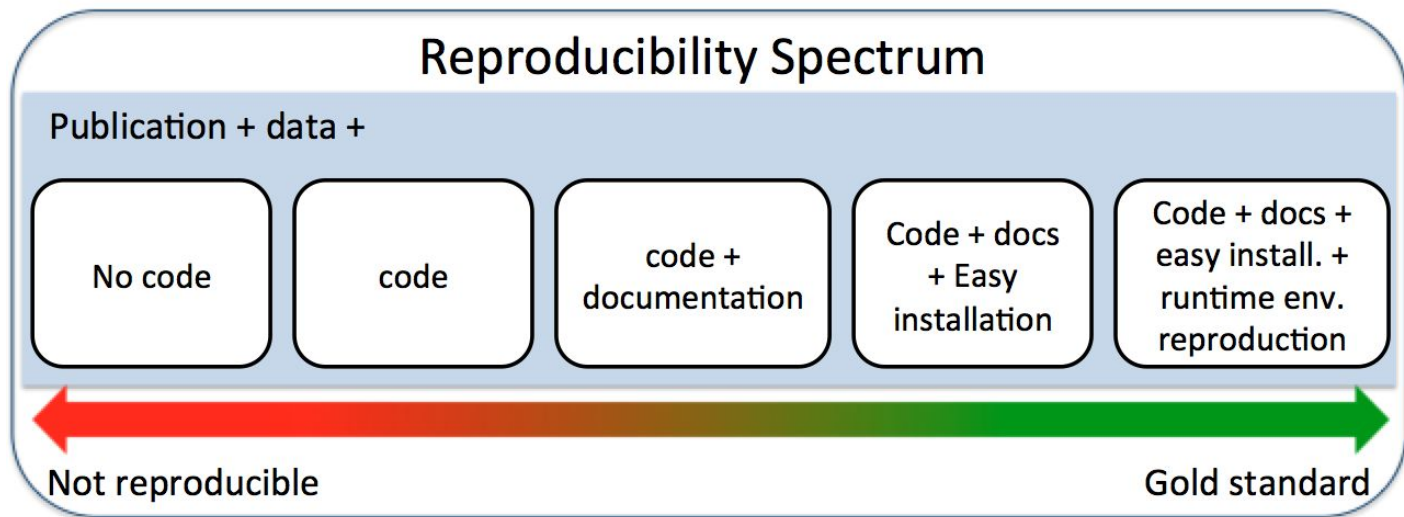 Reproducibility Spectrum
Publication + data +
No code
code
code +
documentation
Code + docs
+ Easy
installation
Code + docs +
easy install. +
runtime env.
reproduction
Not reproducible
Gold standard